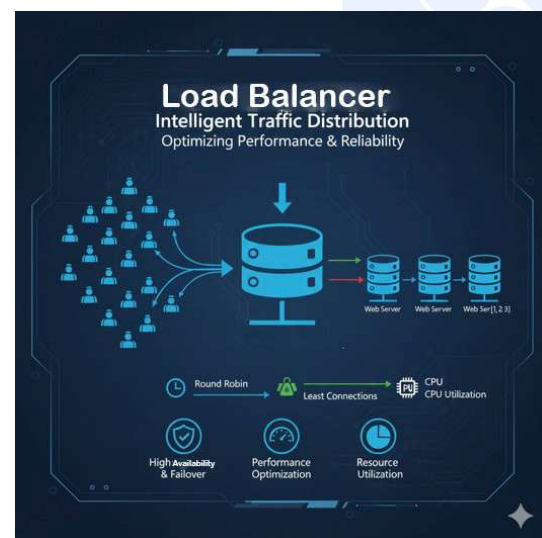 Load Balancer
Intelligent Traffic Distribution
Optimizing Performance & Reliability
Web Server
Web Server
Web Ser[1, 2 3]
Round Robin
Least Connections
PU
CPU
CPU Utilization
High Availability
& Failover
Performance
Optimization
Resource
Utilization